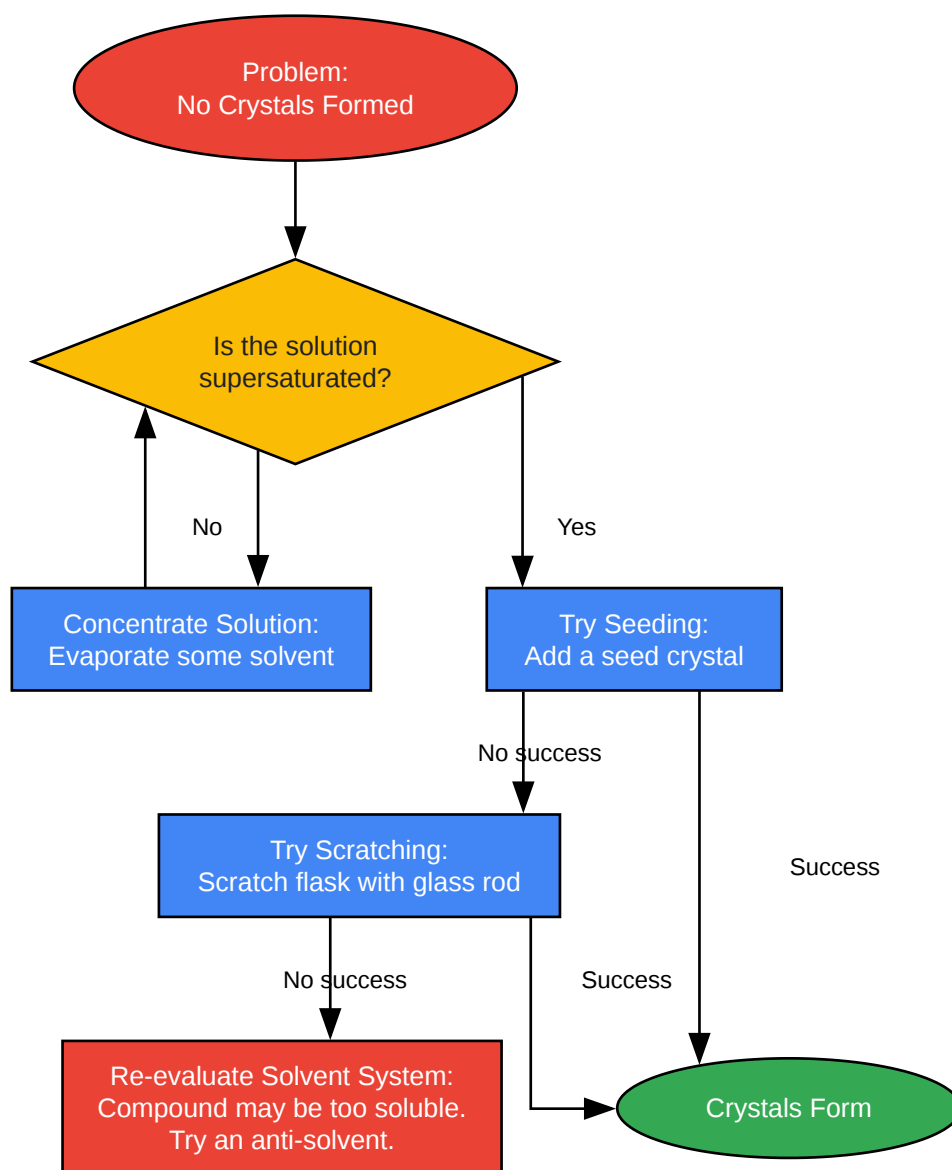 Problem:
No Crystals Formed
Is the solution
supersaturated?
No
Yes
Concentrate Solution:
Evaporate some solvent
Try Seeding:
Add a seed crystal
No success
Try Scratching:
Scratch flask with glass rod
Success
No success
Success
Re-evaluate Solvent System:
Compound may be too soluble.
Try an anti-solvent.
Crystals Form